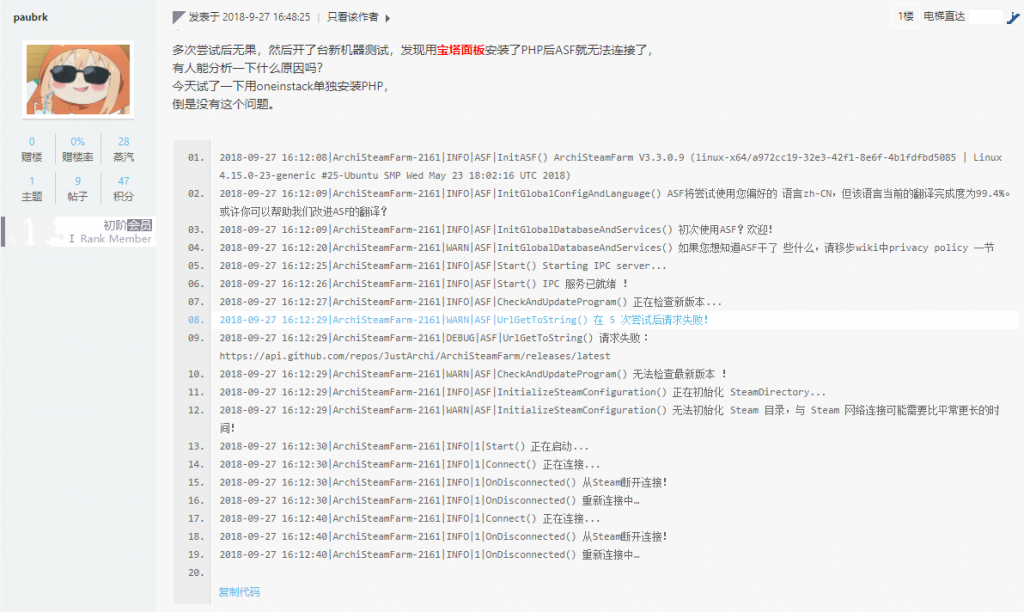 paubrk
发表于 2018-9-27 16:48:25 | 只看该作者
1楼 电梯直达
多次尝试后无果，然后开了台新机器测试，发现用宝塔面板安装了PHP后ASF就无法连接了，
有人能分析一下什么原因吗？
今天试了一下用oneinstack单独安装PHP，
倒是没有这个问题。
0 0% 28
赠楼 赠楼率 蒸汽
1 9 47
主题 帖子 积分
初阶会员
I Rank Member
01. 2018-09-27 16:12:08|ArchiSteamFarm-2161|INFO|ASF|InitASF() ArchiSteamFarm V3.3.0.9 (linux-x64/a972cc19-32e3-42f1-8e6f-4b1fdfbd5085 | Linux
4.15.0-23-generic #25-Ubuntu SMP Wed May 23 18:02:16 UTC 2018)
02. 2018-09-27 16:12:09|ArchiSteamFarm-2161|INFO|ASF|InitGlobalConfigAndLanguage() ASF将尝试使用您偏好的 语言zh-CN，但该语言当前的翻译完成度为99.4%。
或许你可以帮助我们改进ASF的翻译？
03. 2018-09-27 16:12:09|ArchiSteamFarm-2161|INFO|ASF|InitGlobalDatabaseAndServices() 初次使用ASF？欢迎！
04. 2018-09-27 16:12:20|ArchiSteamFarm-2161|WARN|ASF|InitGlobalDatabaseAndServices() 如果您想知道ASF干了 些什么，请移步wiki中privacy policy 一节
05. 2018-09-27 16:12:25|ArchiSteamFarm-2161|INFO|ASF|Start() Starting IPC server...
06. 2018-09-27 16:12:26|ArchiSteamFarm-2161|INFO|ASF|Start() IPC 服务已就绪 ！
07. 2018-09-27 16:12:27|ArchiSteamFarm-2161|INFO|ASF|CheckAndUpdateProgram() 正在检查新版本...
08. 2018-09-27 16:12:29|ArchiSteamFarm-2161|WARN|ASF|UrlGetToString() 在 5 次尝试后请求失败！
09. 2018-09-27 16:12:29|ArchiSteamFarm-2161|DEBUG|ASF|UrlGetToString() 请求失败：
https://api.github.com/repos/JustArchi/ArchiSteamFarm/releases/latest
10. 2018-09-27 16:12:29|ArchiSteamFarm-2161|WARN|ASF|CheckAndUpdateProgram() 无法检查最新版本 ！
11. 2018-09-27 16:12:29|ArchiSteamFarm-2161|INFO|ASF|InitializeSteamConfiguration() 正在初始化 SteamDirectory...
12. 2018-09-27 16:12:29|ArchiSteamFarm-2161|WARN|ASF|InitializeSteamConfiguration() 无法初始化 Steam 目录，与 Steam 网络连接可能需要比平常更长的时
间！
13. 2018-09-27 16:12:30|ArchiSteamFarm-2161|INFO|1|Start() 正在启动...
14. 2018-09-27 16:12:30|ArchiSteamFarm-2161|INFO|1|Connect() 正在连接...
15. 2018-09-27 16:12:30|ArchiSteamFarm-2161|INFO|1|OnDisconnected() 从Steam断开连接！
16. 2018-09-27 16:12:30|ArchiSteamFarm-2161|INFO|1|OnDisconnected() 重新连接中…
17. 2018-09-27 16:12:40|ArchiSteamFarm-2161|INFO|1|Connect() 正在连接...
18. 2018-09-27 16:12:40|ArchiSteamFarm-2161|INFO|1|OnDisconnected() 从Steam断开连接！
19. 2018-09-27 16:12:40|ArchiSteamFarm-2161|INFO|1|OnDisconnected() 重新连接中…
20.
复制代码